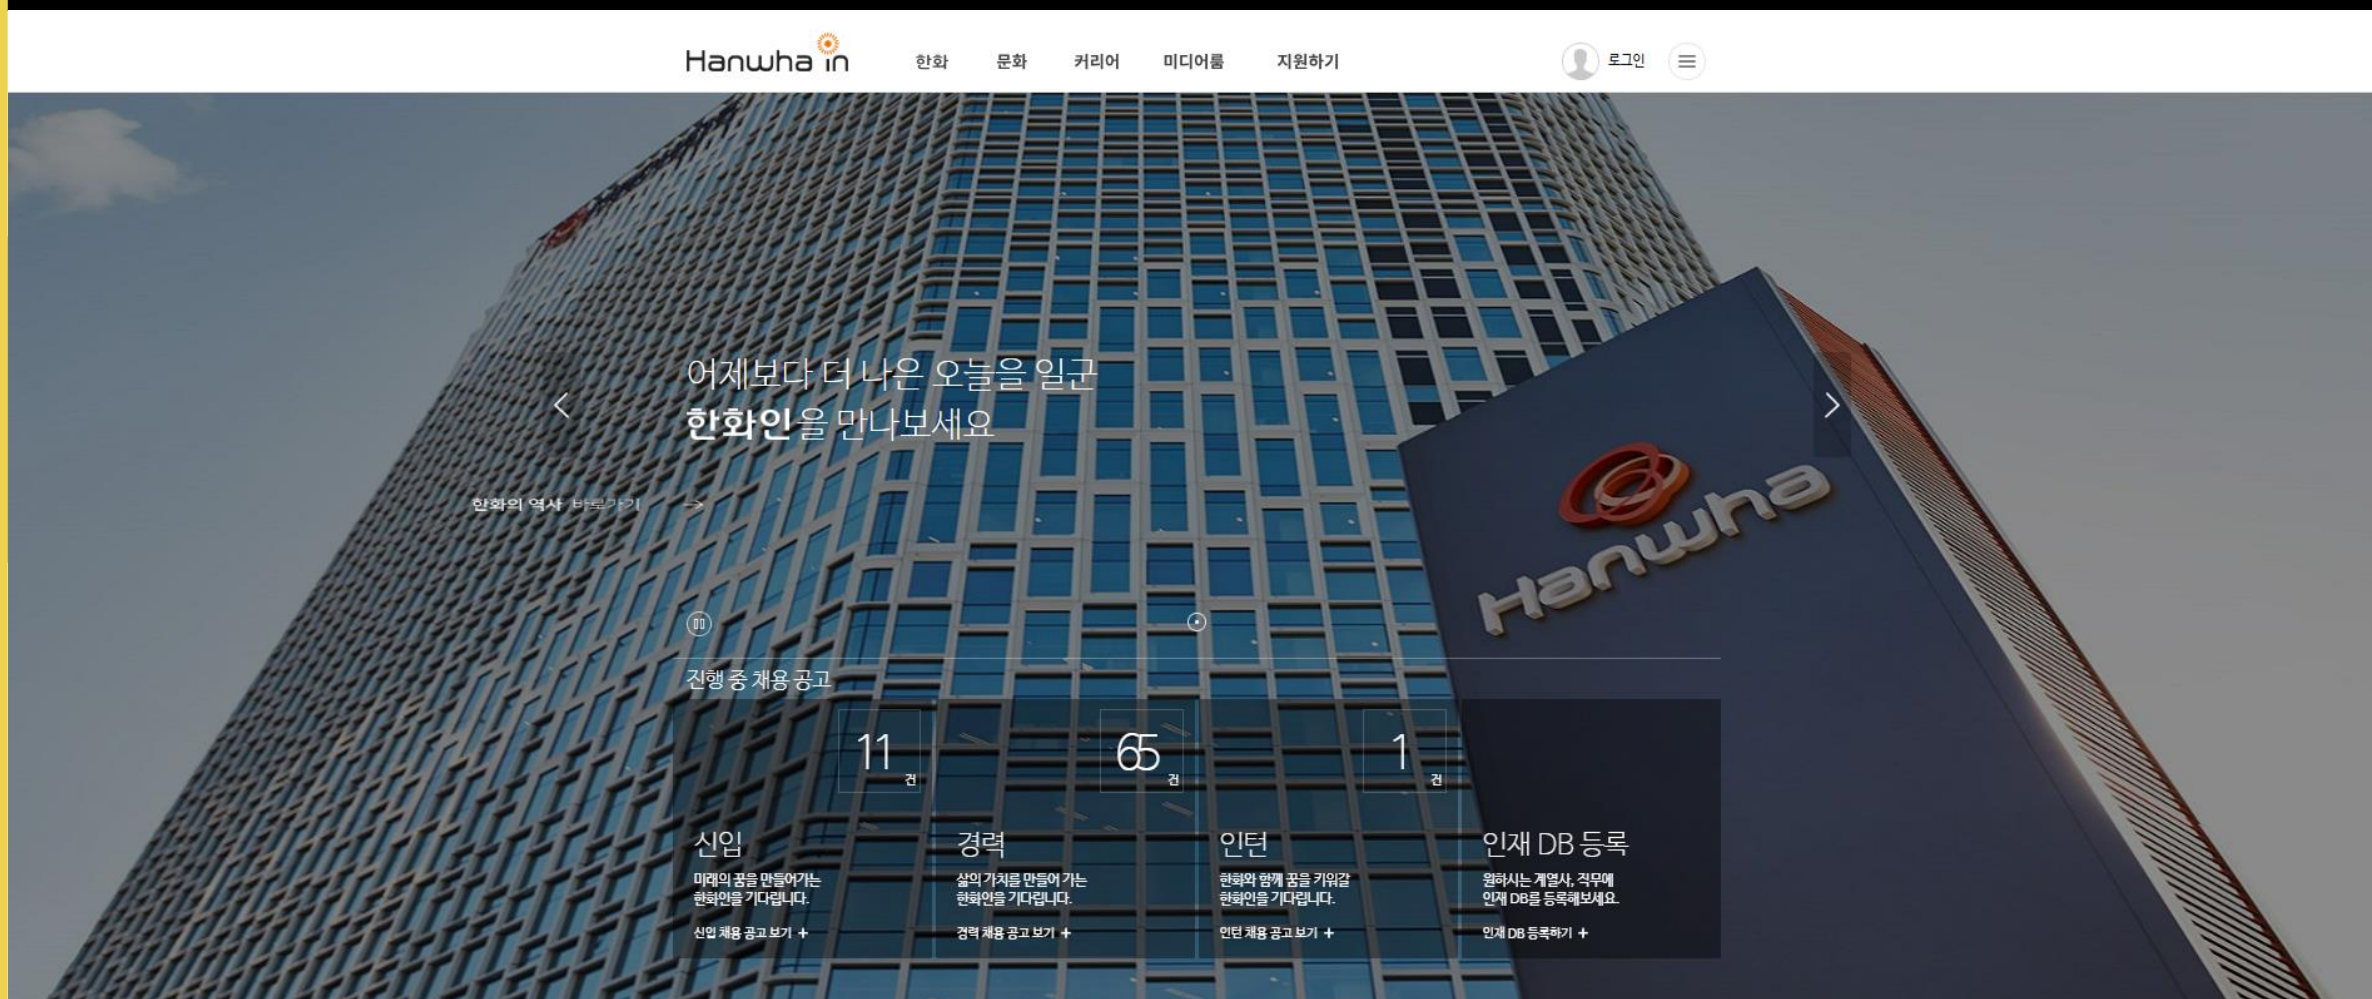 Hanwha in
한화
문화
커리어
미디어룸
지원하기
로그인
어제보다 더 나은 오늘을 일군
한화인을 만나보세요
한화의 역사 바로가기
Hanwha
진행 중 채용 공고
11 건
65 건
1 건
신입
미래의 꿈을 만들어가는
한화인을 기다립니다.
신입 채용 공고 보기 +
경력
삶의 가치를 만들어 가는
한화인을 기다립니다.
경력 채용 공고 보기 +
인턴
한화와 함께 꿈을 키워갈
한화인을 기다립니다.
인턴 채용 공고 보기 +
인재 DB 등록
원하시는 계열사, 직무에
인재 DB를 등록해보세요.
인재 DB 등록하기 +